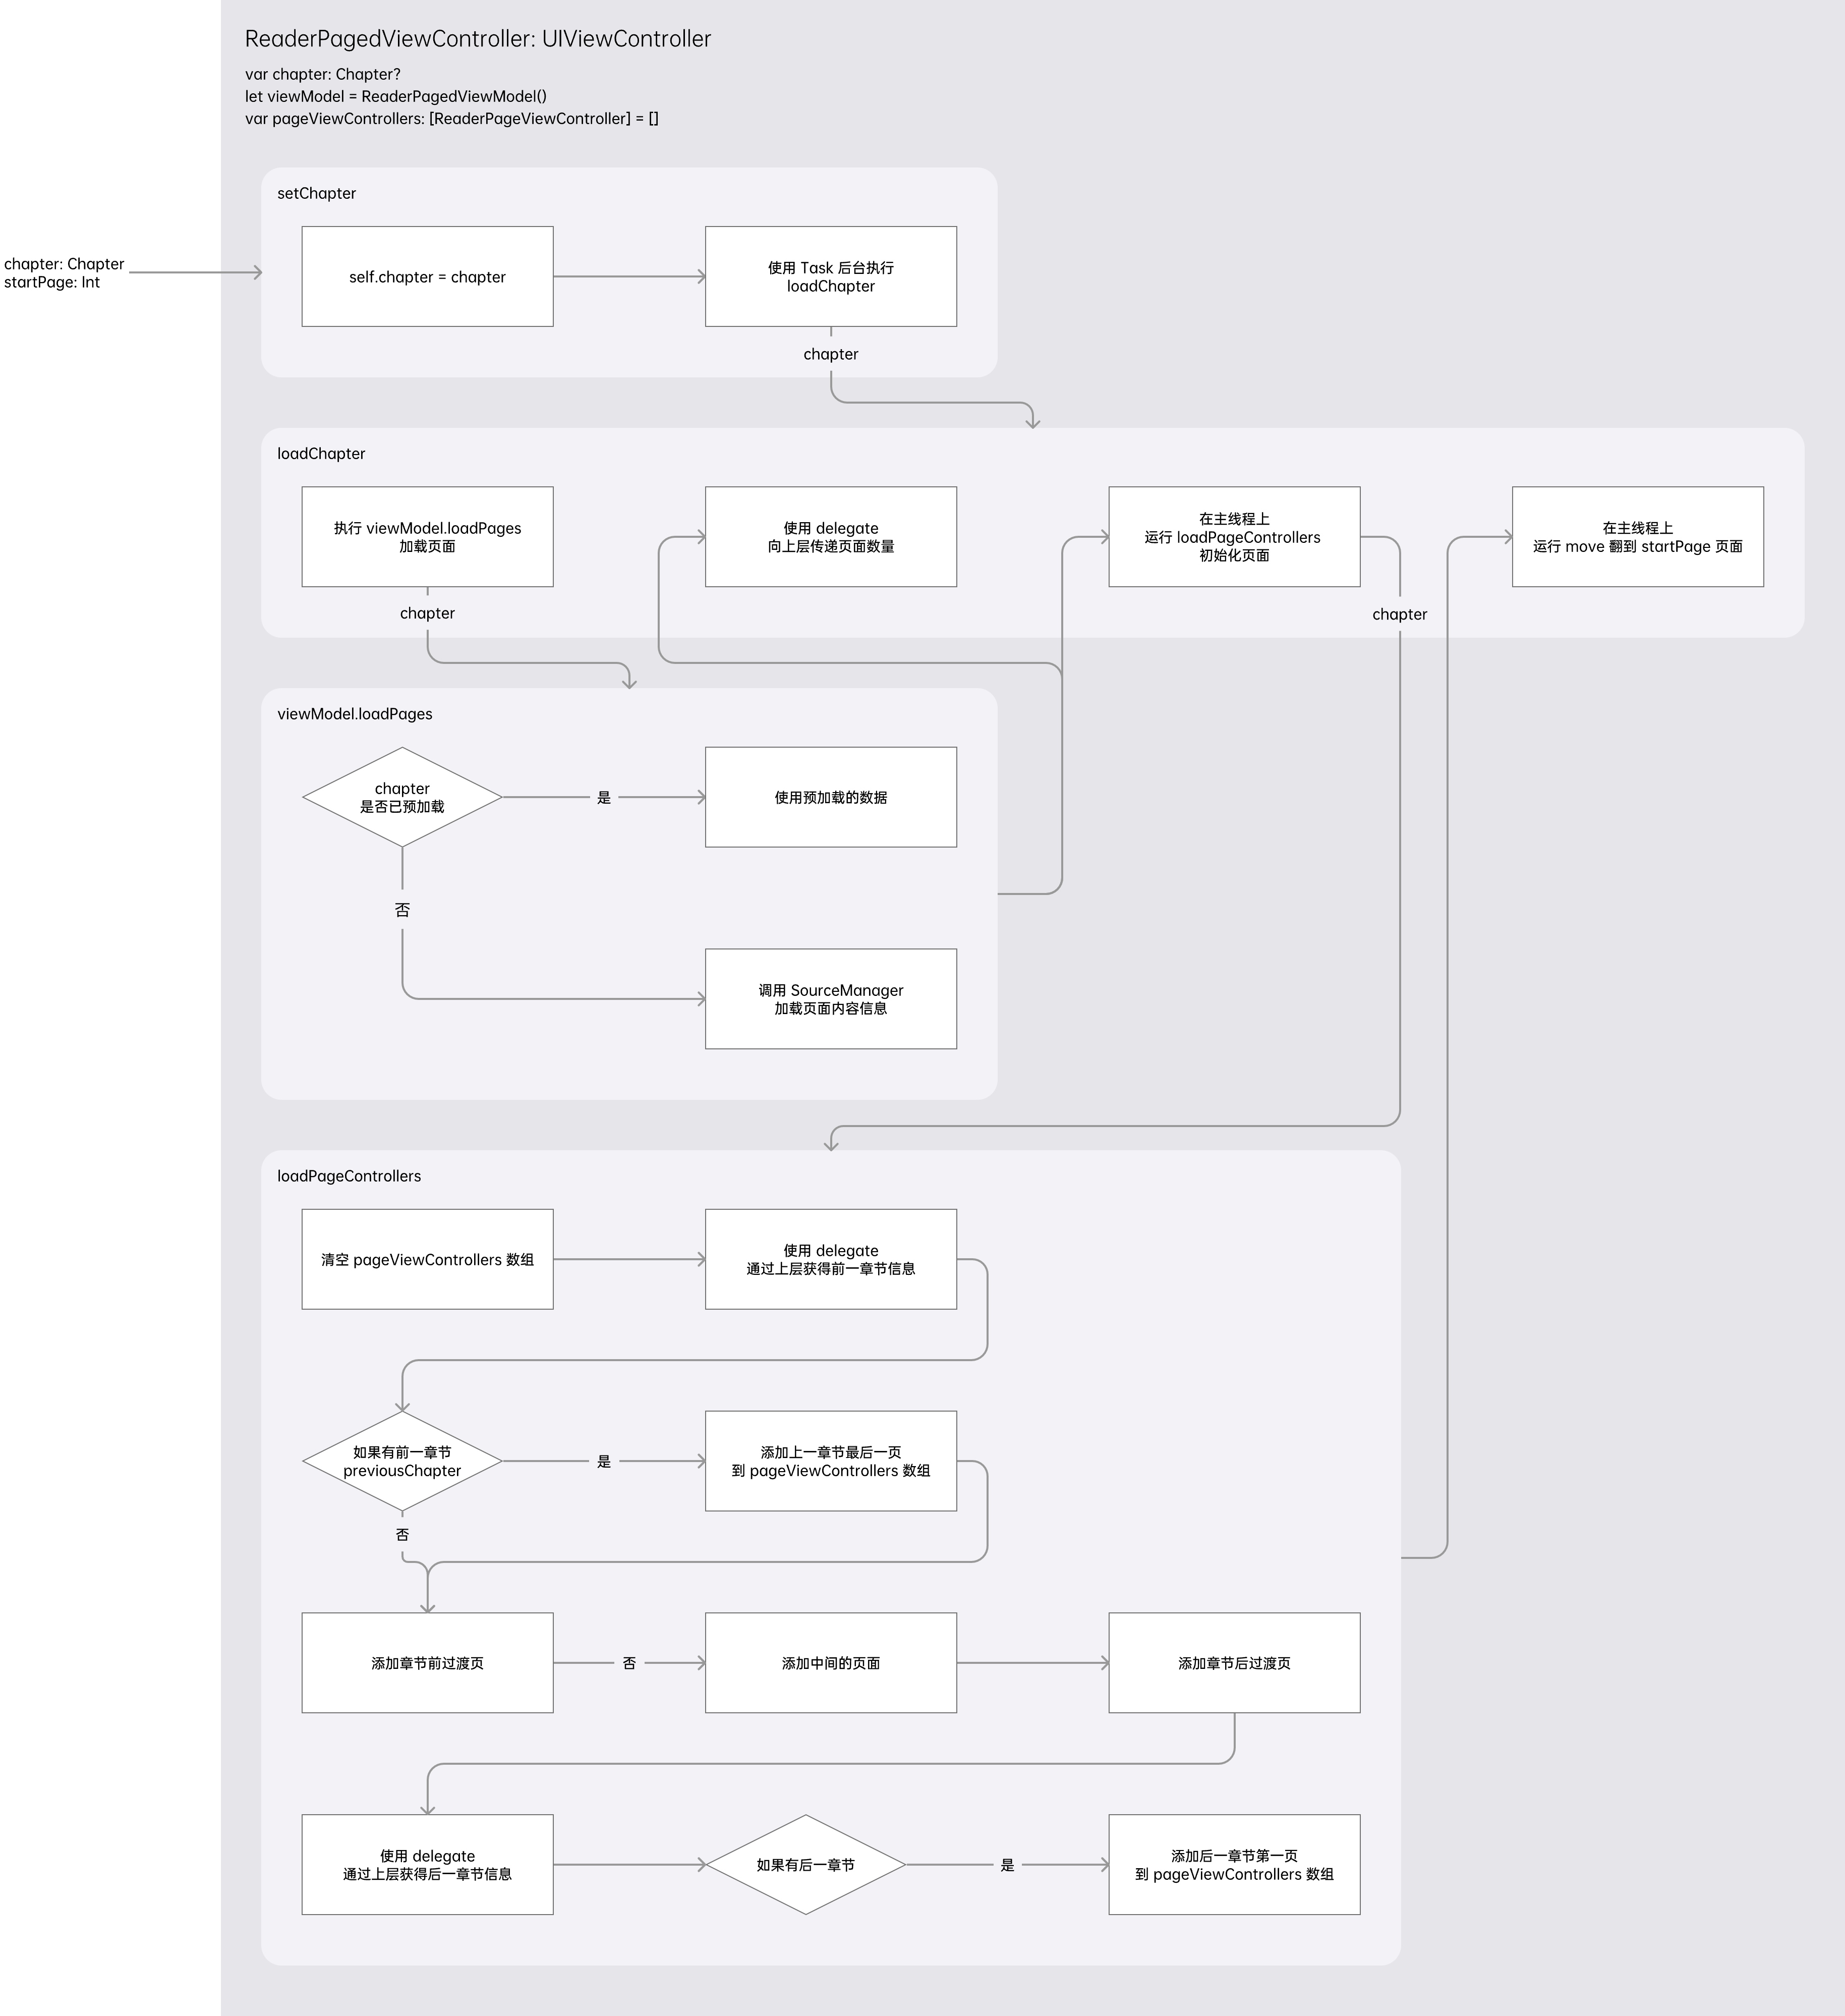 ReaderPagedViewController: UIViewController
var chapter: Chapter?
let viewModel = ReaderPagedViewModel()
var pageViewControllers: [ReaderPageViewController] = []
chapter: Chapter
startPage: Int
setChapter
self.chapter = chapter
使用 Task 后台执行
loadChapter
chapter
loadChapter
执行 viewModel.loadPages
加载页面
使用 delegate
向上层传递页面数量
在主线程上
运行 loadPageControllers
初始化页面
在主线程上
运行 move 翻到 startPage 页面
chapter
chapter
viewModel.loadPages
chapter
是否已预加载
是
使用预加载的数据
否
调用 SourceManager
加载页面内容信息
loadPageControllers
清空 pageViewControllers 数组
使用 delegate
通过上层获得前一章节信息
如果有前一章节
previousChapter
是
添加上一章节最后一页
到 pageViewControllers 数组
否
添加章节前过渡页
否
添加中间的页面
添加章节后过渡页
使用 delegate
通过上层获得后一章节信息
如果有后一章节
是
添加后一章节第一页
到 pageViewControllers 数组